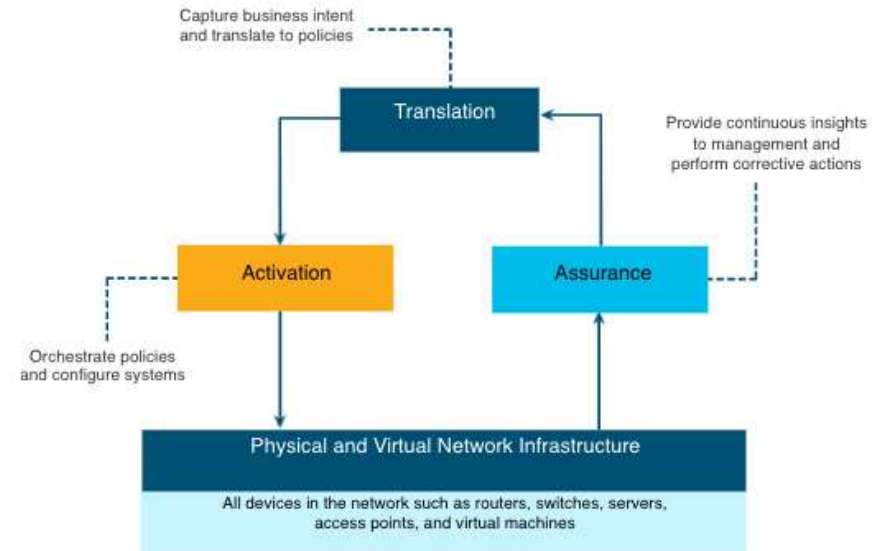 Capture business intent
and translate to policies
Translation
Provide continuous insights
to management and
perform corrective actions
Activation
Assurance
Orchestrate policies
and configure systems
Physical and Virtual Network Infrastructure
All devices in the network such as routers, switches, servers,
access points, and virtual machines